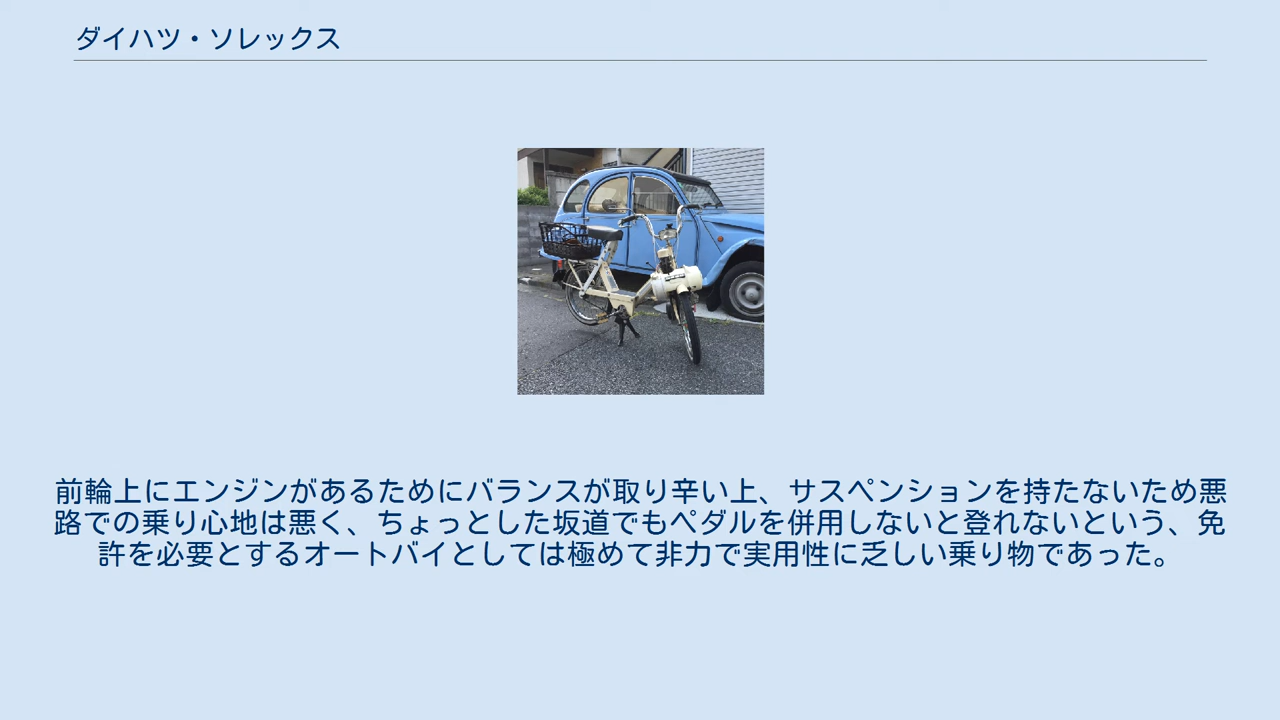 ダイハツ・ソレックス
前輪上にエンジンがあるためにバランスが取り辛い上、サスペンションを持たないため悪
路での乗り心地は悪く、ちょっとした坂道でもペダルを併用しないと登れないという、免
許を必要とするオートバイとしては極めて非力で実用性に乏しい乗り物であった。